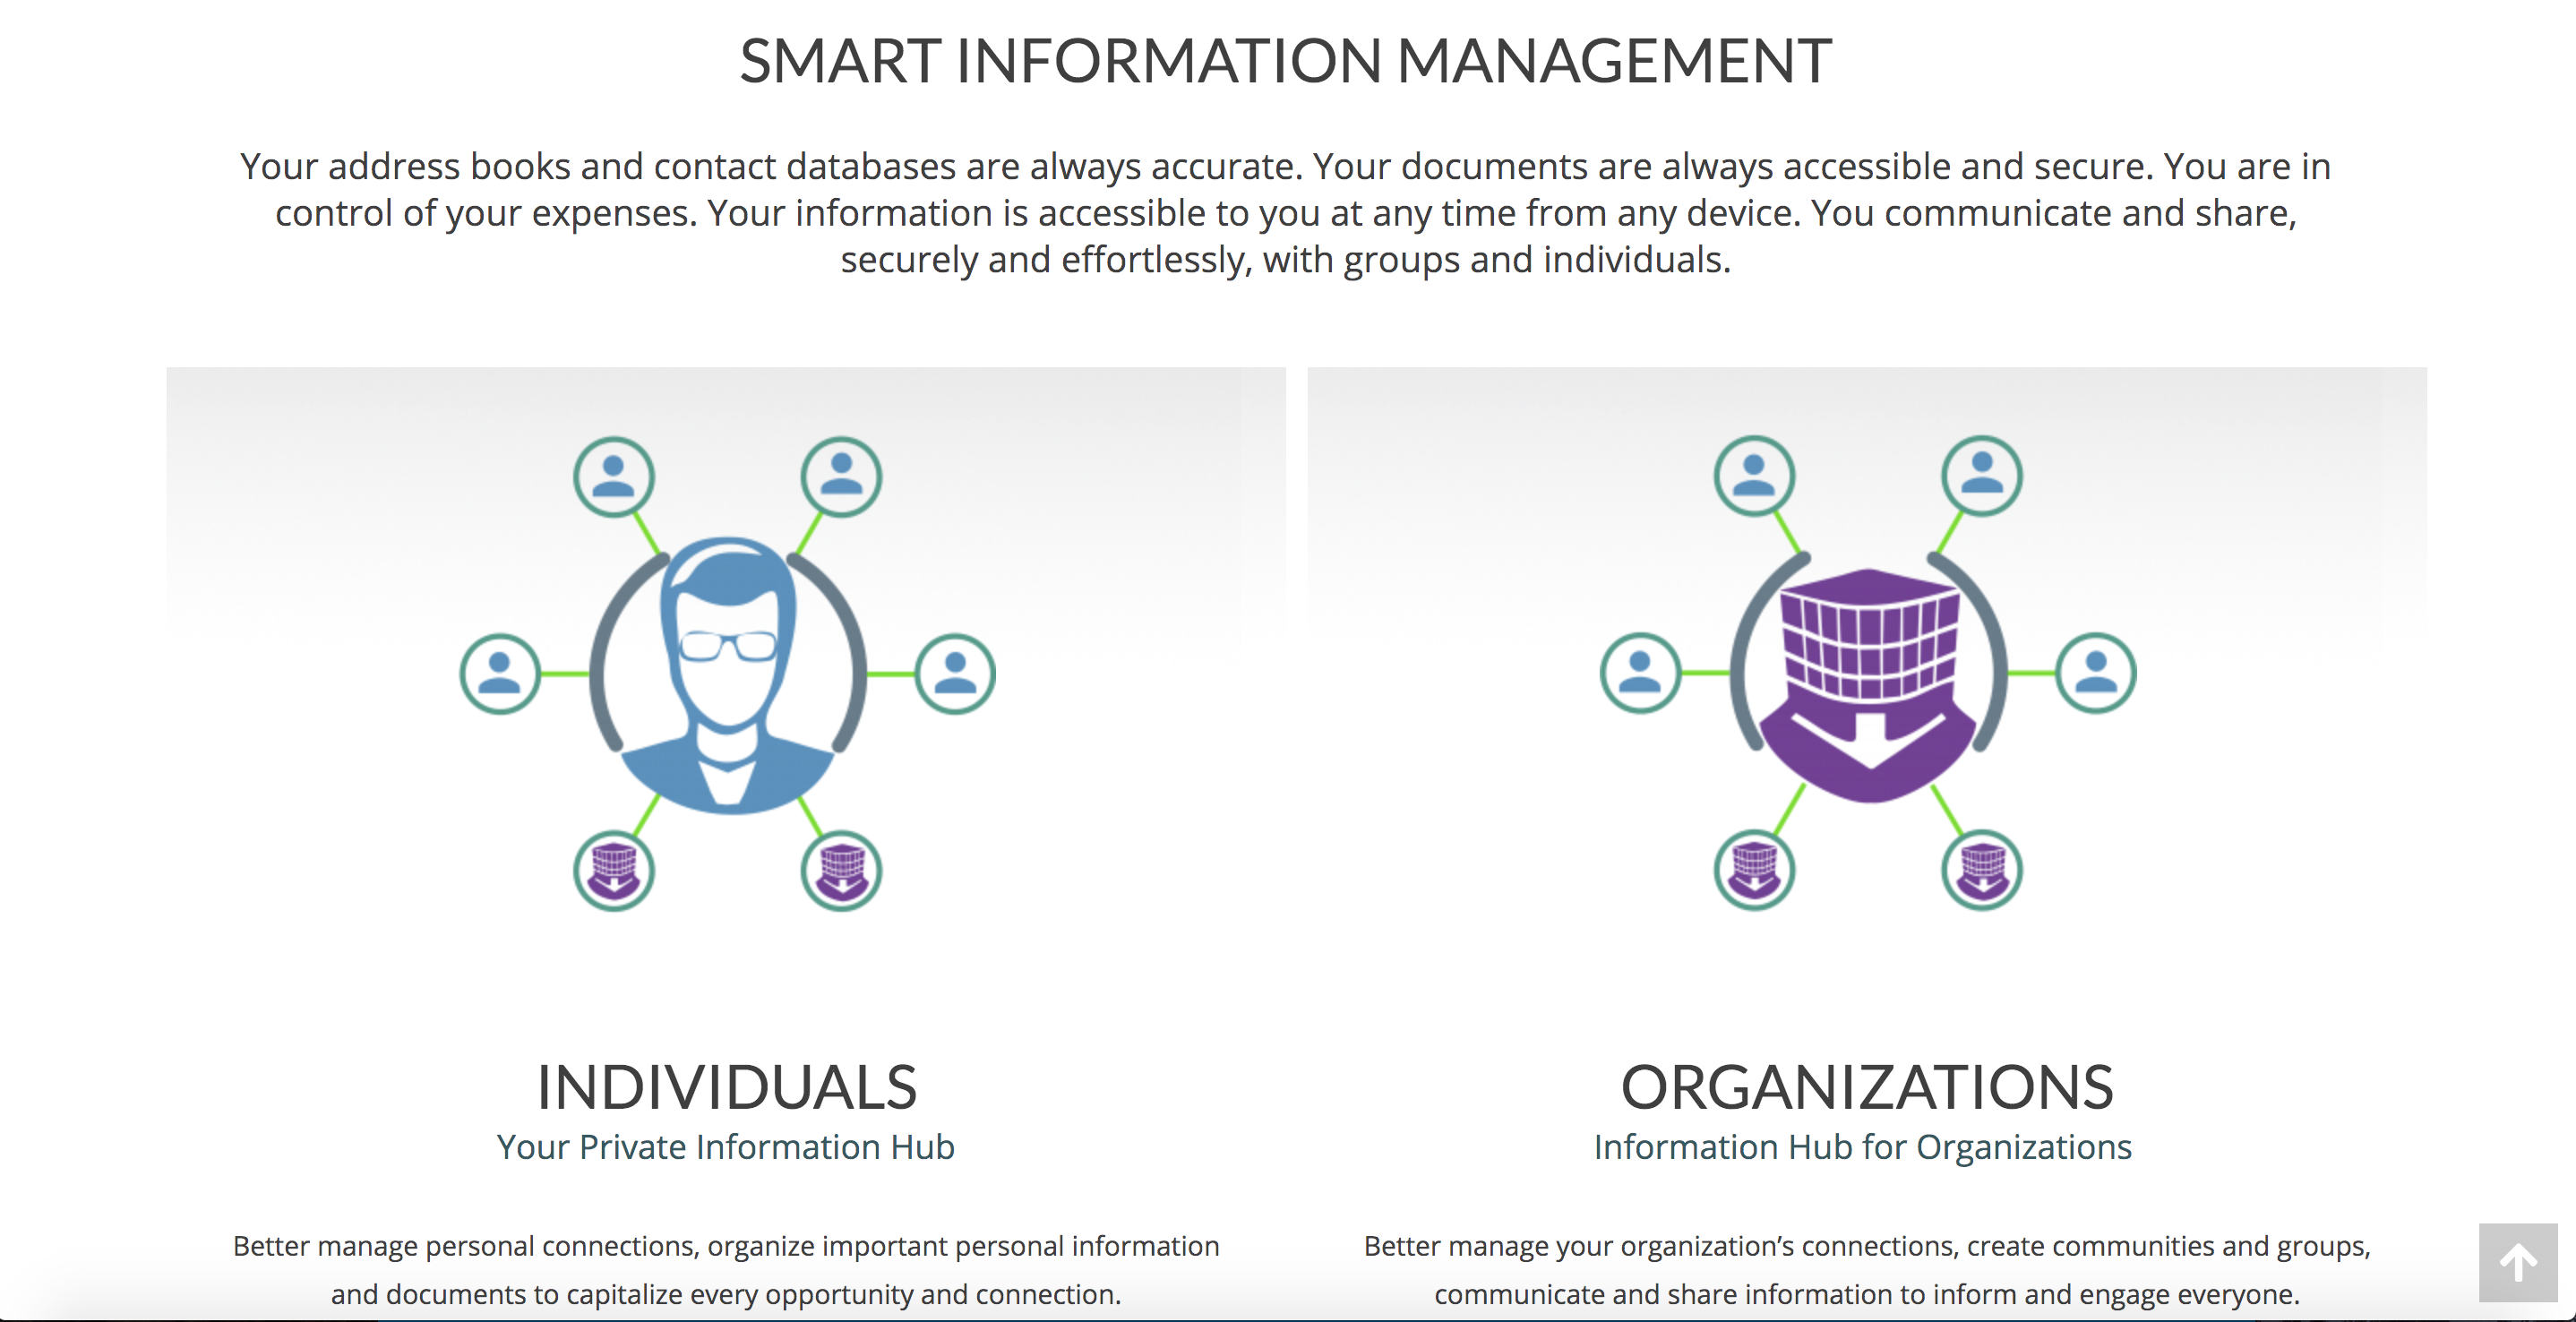 SMART INFORMATION MANAGEMENT
Your address books and contact databases are always accurate. Your documents are always accessible and secure. You are in
control of your expenses. Your information is accessible to you at any time from any device. You communicate and share,
securely and effortlessly, with groups and individuals.
INDIVIDUALS
Your Private Information Hub
Better manage personal connections, organize important personal information
and documents to capitalize every opportunity and connection.
ORGANIZATIONS
Information Hub for Organizations
Better manage your organization’s connections, create communities and groups,
communicate and share information to inform and engage everyone.